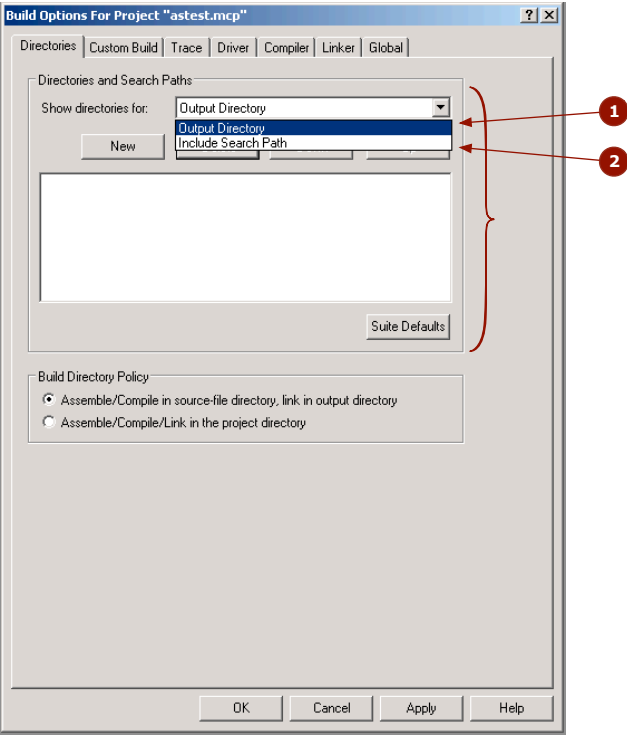 Build Options For Project "astest.mcp"
Directories Custom Build Trace Driver Compiler Linker Global
Directories and Search Paths
Show directories for: Output Directory
Output Directory
1
Include Search Path
New
2
Suite Defaults
Build Directory Policy
Assemble/Compile in source-file directory, link in output directory
Assemble/Compile/Link in the project directory
OK Cancel Apply Help